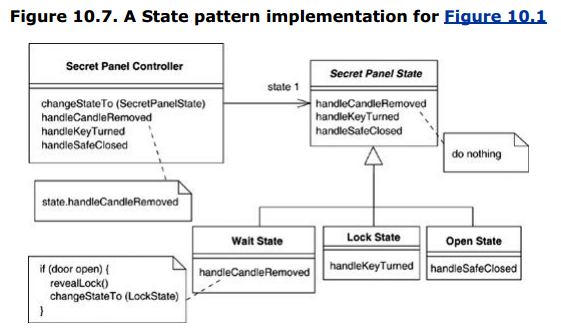 Figure 10.7. A State pattern implementation for Figure 10.1
Secret Panel Controller
changeStateTo (SecretPanelState)
handleCandleRemoved
handleKeyTurned
handleSafeClosed
state 1
Secret Panel State
handleCandleRemoved
handleKeyTurned
handleSafeClosed
do nothing
state.handleCandleRemoved
Wait State
handleCandleRemoved
Lock State
handleKeyTurned
Open State
handleSafeClosed
if (door open) {
revealLock()
changeStateTo (LockState)
}